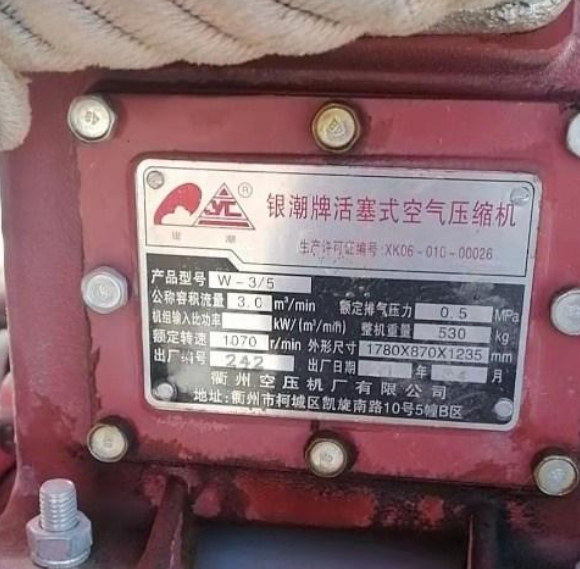 YC ®
银潮
银潮牌活塞式空气压缩机
生产许可证编号:XK06-010-00026
产品型号 W-3/5
公称容积流量 3.0 m³/min 额定排气压力 0.5 MPa
机组输入比功率 kW/(m³/min) 整机重量 530 kg
额定转速 1070 r/min 外形尺寸 1780X870X1235 mm
出厂编号 242 出厂日期 年 月
衢州空压机厂有限公司
地址:衢州市柯城区凯旋南路10号5幢B区